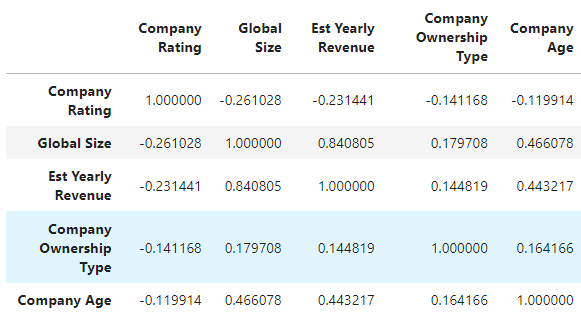 Company Rating Global Size Est Yearly Revenue Company Ownership Type Company Age
Company Rating 1.000000 -0.261028 -0.231441 -0.141168 -0.119914
Global Size -0.261028 1.000000 0.840805 0.179708 0.466078
Est Yearly Revenue -0.231441 0.840805 1.000000 0.144819 0.443217
Company Ownership Type -0.141168 0.179708 0.144819 1.000000 0.164166
Company Age -0.119914 0.466078 0.443217 0.164166 1.000000